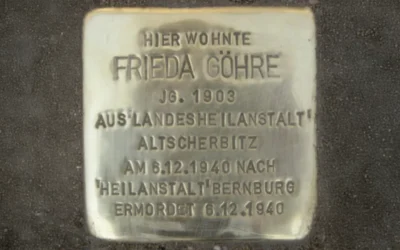 HIER WOHNTE
FRIEDA GÖHRE
JG. 1903
AUS 'LANDESHEILANSTALT'
ALTSCHERBITZ
AM 6.12.1940 NACH
'HEILANSTALT' BERNBURG
ERMORDET 6.12.1940